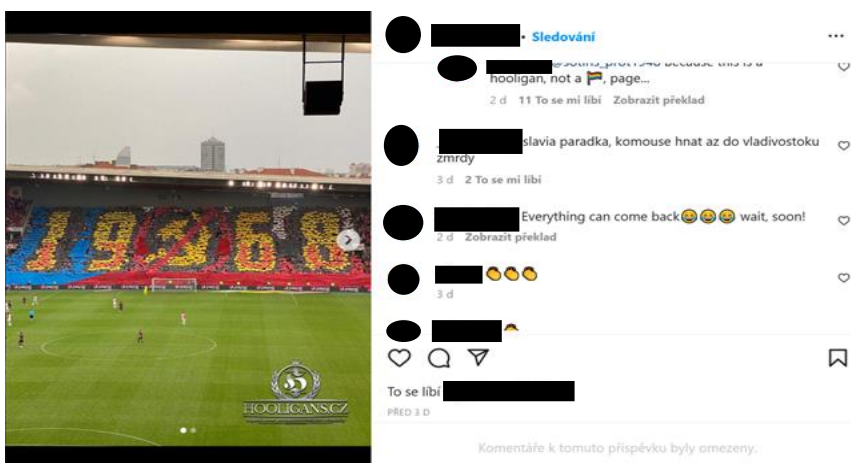 1968
HOOLIGANS.CZ
• Sledování
because this is a
hooligan, not a 🏳️‍🌈, page...
2 d 11 To se mi líbí Zobrazit překlad
slavia paradka, komouse hnat az do vladivostoku
zmrdy
3 d 2 To se mi líbí
Everything can come back😂😂😂 wait, soon!
2 d Zobrazit překlad
👏👏👏
3 d
To se líbí
PŘED 3 D
Komentáře k tomuto příspěvku byly omezeny.